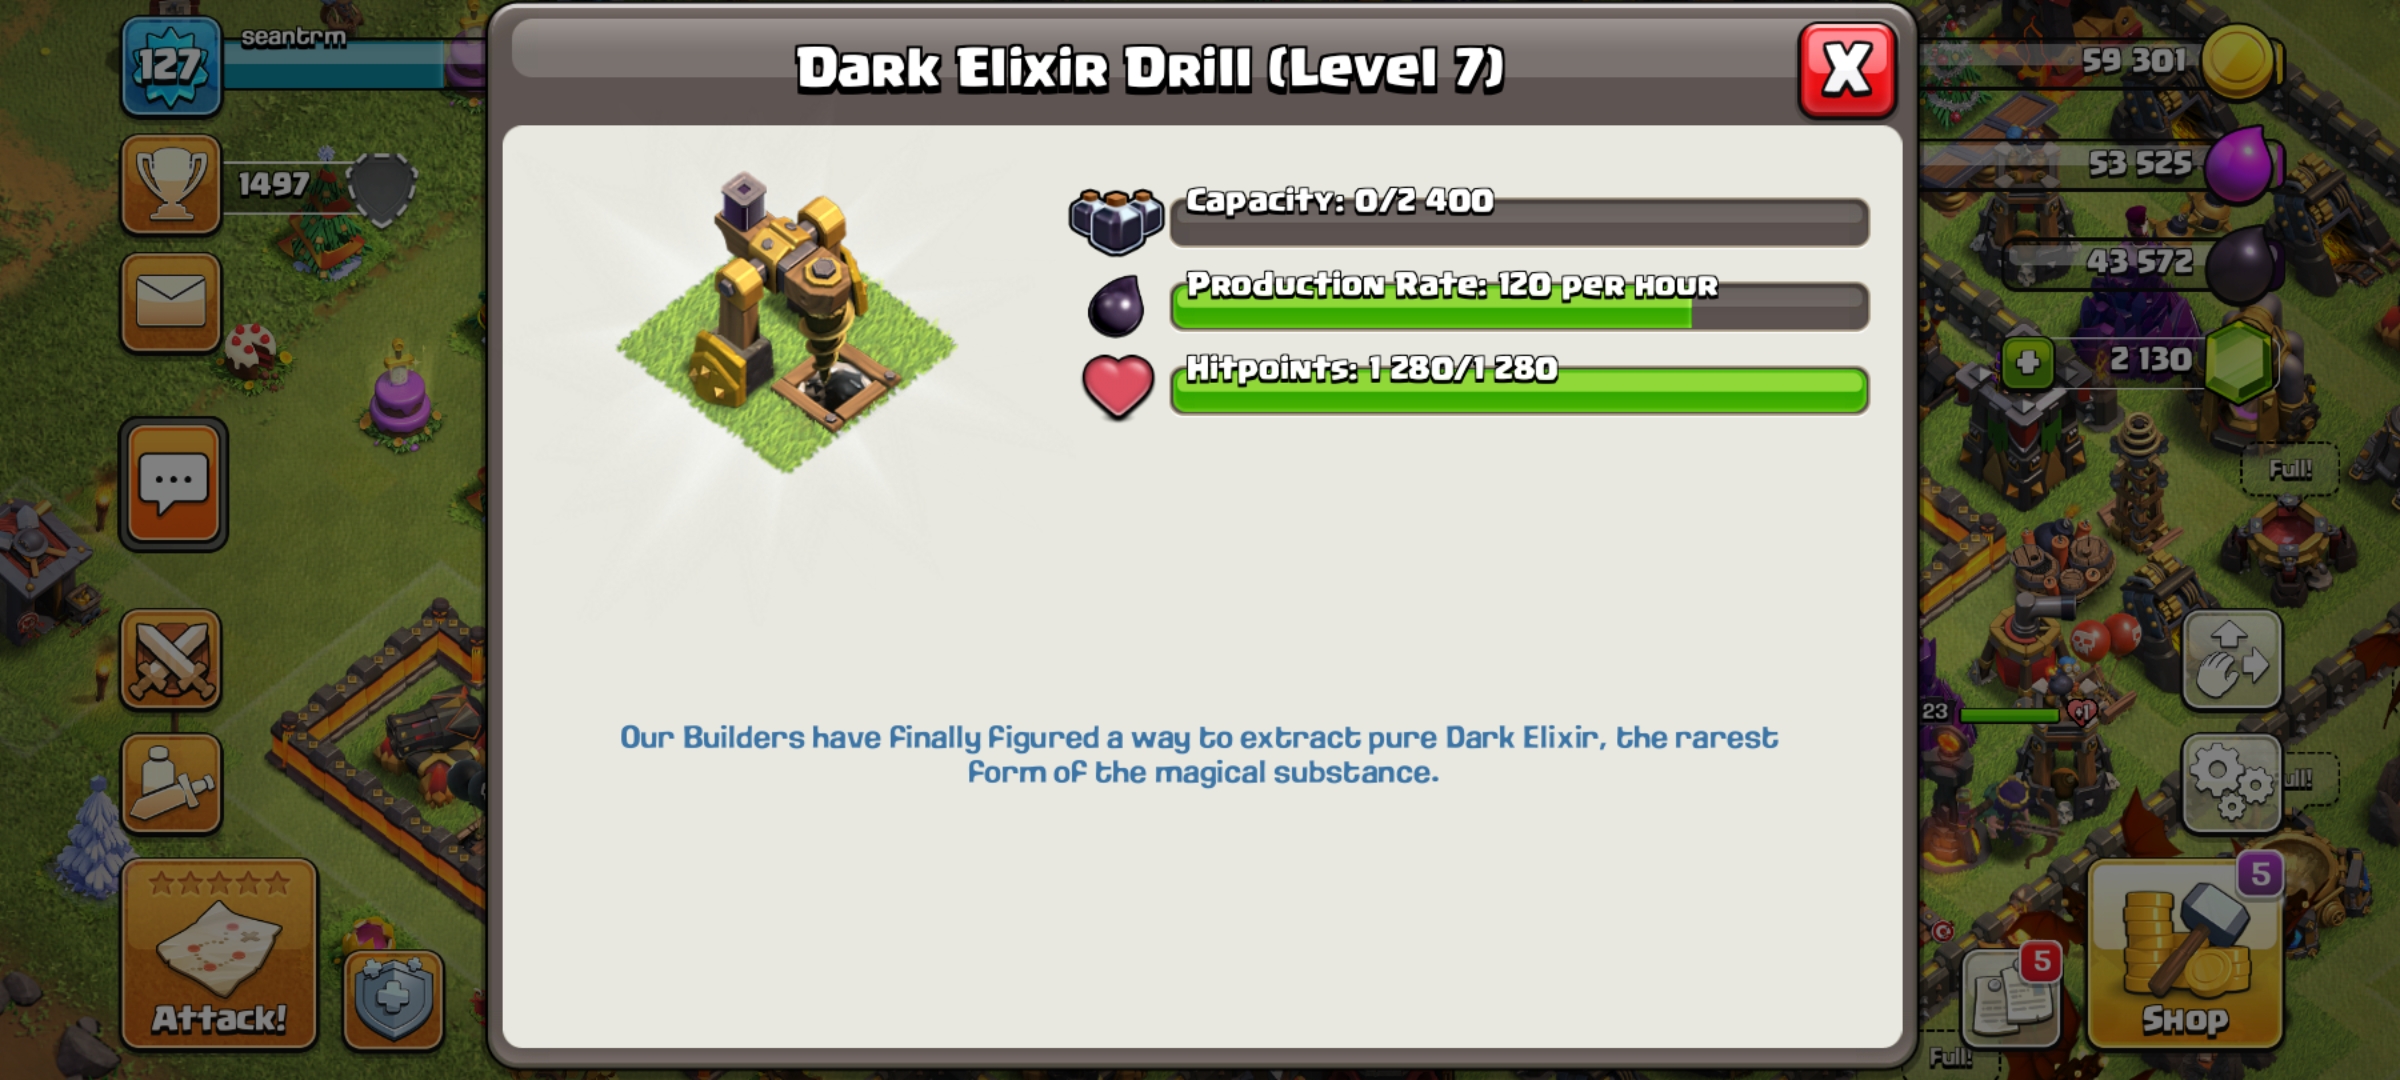 127
seantrm
Dark Elixir Drill (Level 7)
X
59 301
1497
Capacity: 0/2 400
53 525
Production Rate: 120 per hour
43 572
Hitpoints: 1 280/1 280
2 130
Full!
23
+1
Our Builders have finally figured a way to extract pure Dark Elixir, the rarest
form of the magical substance.
5
5
Attack!
Shop
Full!